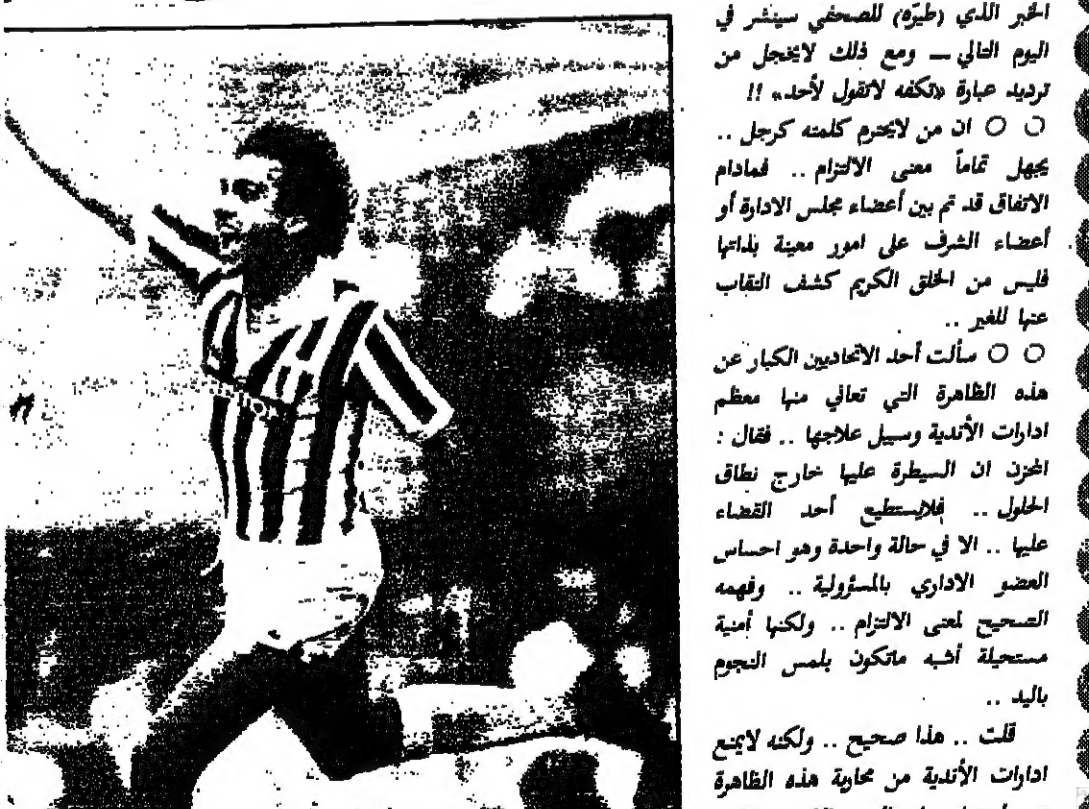 الخبر الذي (طيّره) للصحفي سينشر في
اليوم التالي — ومع ذلك لايخجل من
ترديد عبارة «تكفه لاتقول لأحد» !!
○ ○ ان من لايحترم كلمته كرجل ..
يجهل تماماً معنى الالتزام .. فمادام
الاتفاق قد تم بين أعضاء مجلس الادارة أو
أعضاء الشرف على امور معينة بذاتها
فليس من الخلق الكريم كشف النقاب
عنها للغير ..
○ ○ سألت أحد الاتحاديين الكبار عن
هذه الظاهرة التي تعاني منها معظم
ادارات الأندية وسبيل علاجها .. فقال :
المحزن ان السيطرة عليها خارج نطاق
الحلول .. فلايستطيع أحد القضاء
عليها .. الا في حالة واحدة وهو احساس
العضو الاداري بالمسؤولية .. وفهمه
الصحيح لمعنى الالتزام .. ولكنها أمنية
مستحيلة أشبه ماتكون بلمس النجوم
باليد ..
قلت .. هذا صحيح .. ولكنه لايمنع
ادارات الأندية من محاربة هذه الظاهرة